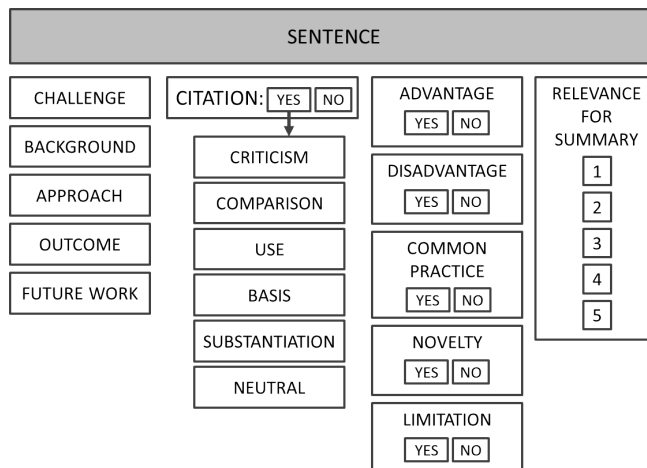 SENTENCE
CHALLENGE
BACKGROUND
APPROACH
OUTCOME
FUTURE WORK
CITATION: YES NO
CRITICISM
COMPARISON
USE
BASIS
SUBSTANTIATION
NEUTRAL
ADVANTAGE
YES NO
DISADVANTAGE
YES NO
COMMON
PRACTICE
YES NO
NOVELTY
YES NO
LIMITATION
YES NO
RELEVANCE
FOR
SUMMARY
1
2
3
4
5